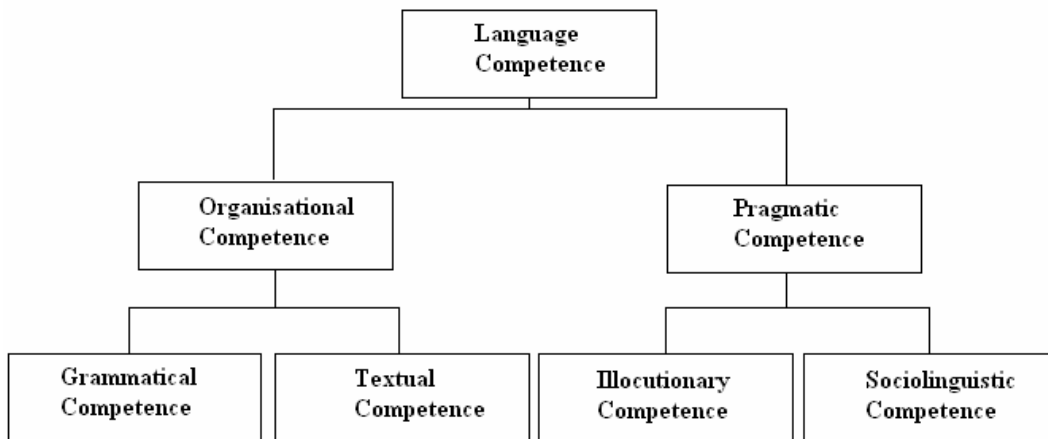 Language
Competence
Organisational
Competence
Pragmatic
Competence
Grammatical
Competence
Textual
Competence
Illocutionary
Competence
Sociolinguistic
Competence